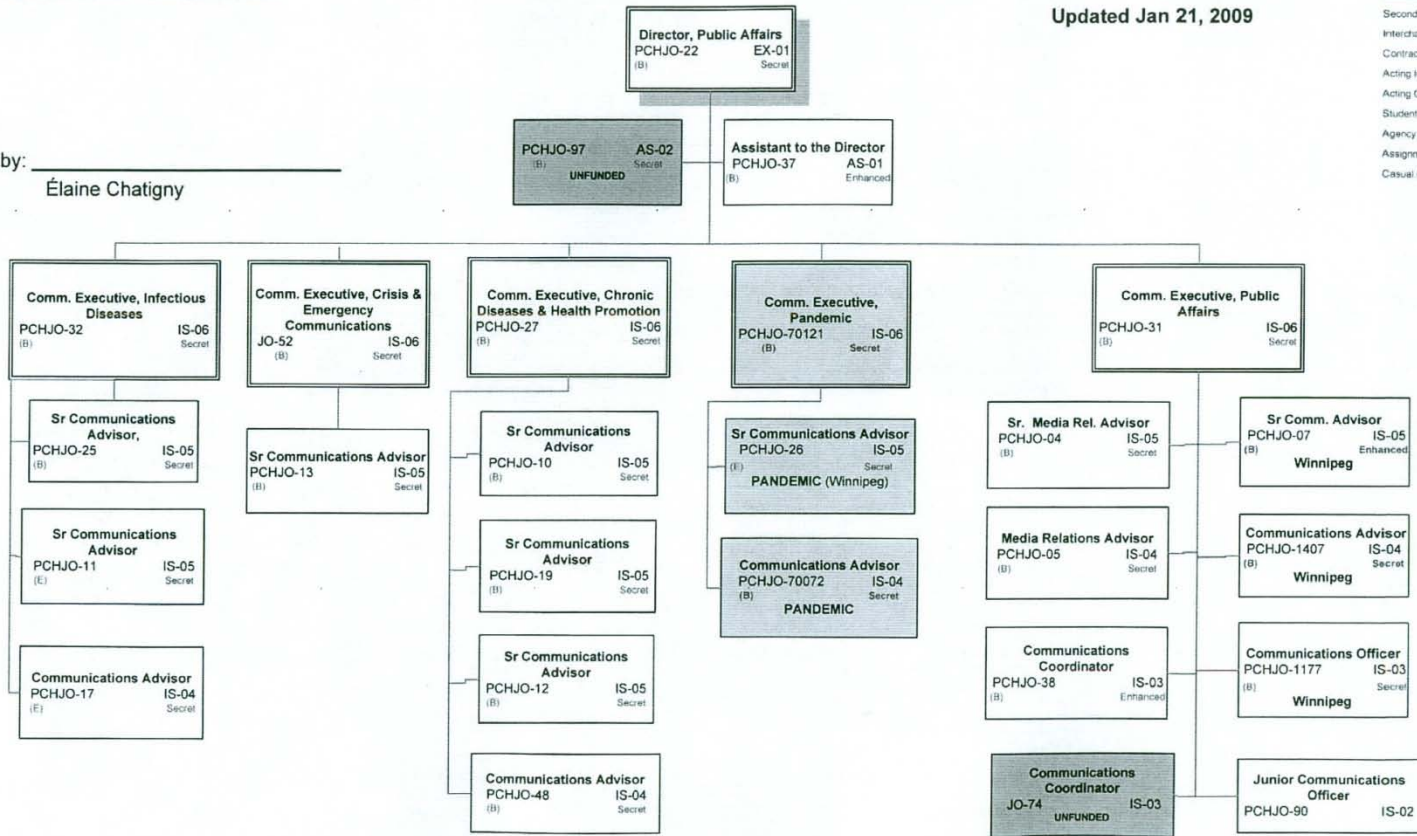 Updated Jan 21, 2009
by:
Élaine Chatigny
Director, Public Affairs
PCHJO-22 EX-01
(B) Secret
PCHJO-97 AS-02
(B) Secret
UNFUNDED
Assistant to the Director
PCHJO-37 AS-01
(B) Enhanced
Student
Agency
Casual
Comm. Executive, Infectious
Diseases
PCHJO-32 IS-06
(B) Secret
Sr Communications
Advisor,
PCHJO-25 IS-05
(B) Secret
Sr Communications
Advisor
PCHJO-11 IS-05
(E) Secret
Communications Advisor
PCHJO-17 IS-04
(E) Secret
Comm. Executive, Crisis &
Emergency
Communications
JO-52 IS-06
(B) Secret
Sr Communications Advisor
PCHJO-13 IS-05
(B) Secret
Comm. Executive, Chronic
Diseases & Health Promotion
PCHJO-27 IS-06
(B) Secret
Sr Communications
Advisor
PCHJO-10 IS-05
(B) Secret
Sr Communications
Advisor
PCHJO-19 IS-05
(B) Secret
Sr Communications
Advisor
PCHJO-12 IS-05
(B) Secret
Communications Advisor
PCHJO-48 IS-04
(B) Secret
Comm. Executive,
Pandemic
PCHJO-70121 IS-06
(B) Secret
Sr Communications Advisor
PCHJO-26 IS-05
(E) Secret
PANDEMIC (Winnipeg)
Communications Advisor
PCHJO-70072 IS-04
(B) Secret
PANDEMIC
Comm. Executive, Public
Affairs
PCHJO-31 IS-06
(B) Secret
Sr. Media Rel. Advisor
PCHJO-04 IS-05
(B) Secret
Sr Comm. Advisor
PCHJO-07 IS-05
(B) Enhanced
Winnipeg
Media Relations Advisor
PCHJO-05 IS-04
(B) Secret
Communications Advisor
PCHJO-1407 IS-04
(B) Secret
Winnipeg
Communications
Coordinator
PCHJO-38 IS-03
(B) Enhanced
Communications Officer
PCHJO-1177 IS-03
(B) Secret
Winnipeg
Communications
Coordinator
JO-74 IS-03
UNFUNDED
Junior Communications
Officer
PCHJO-90 IS-02